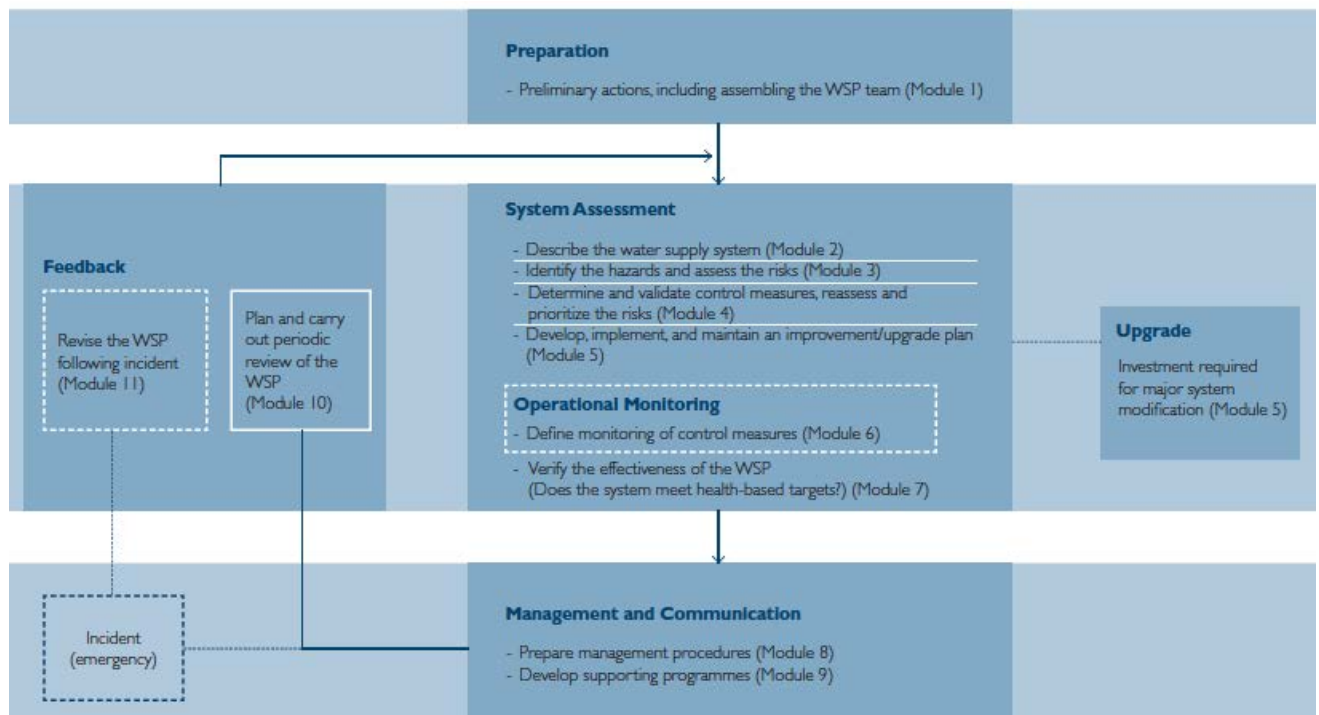 Preparation
- Preliminary actions, including assembling the WSP team (Module 1)
System Assessment
- Describe the water supply system (Module 2)
- Identify the hazards and assess the risks (Module 3)
- Determine and validate control measures, reassess and
prioritize the risks (Module 4)
- Develop, implement, and maintain an improvement/upgrade plan
(Module 5)
Operational Monitoring
- Define monitoring of control measures (Module 6)
- Verify the effectiveness of the WSP
(Does the system meet health-based targets?) (Module 7)
Feedback
Revise the WSP
following incident
(Module 11)
Plan and carry
out periodic
review of the
WSP
(Module 10)
Upgrade
Investment required
for major system
modification (Module 5)
Incident
(emergency)
Management and Communication
- Prepare management procedures (Module 8)
- Develop supporting programmes (Module 9)